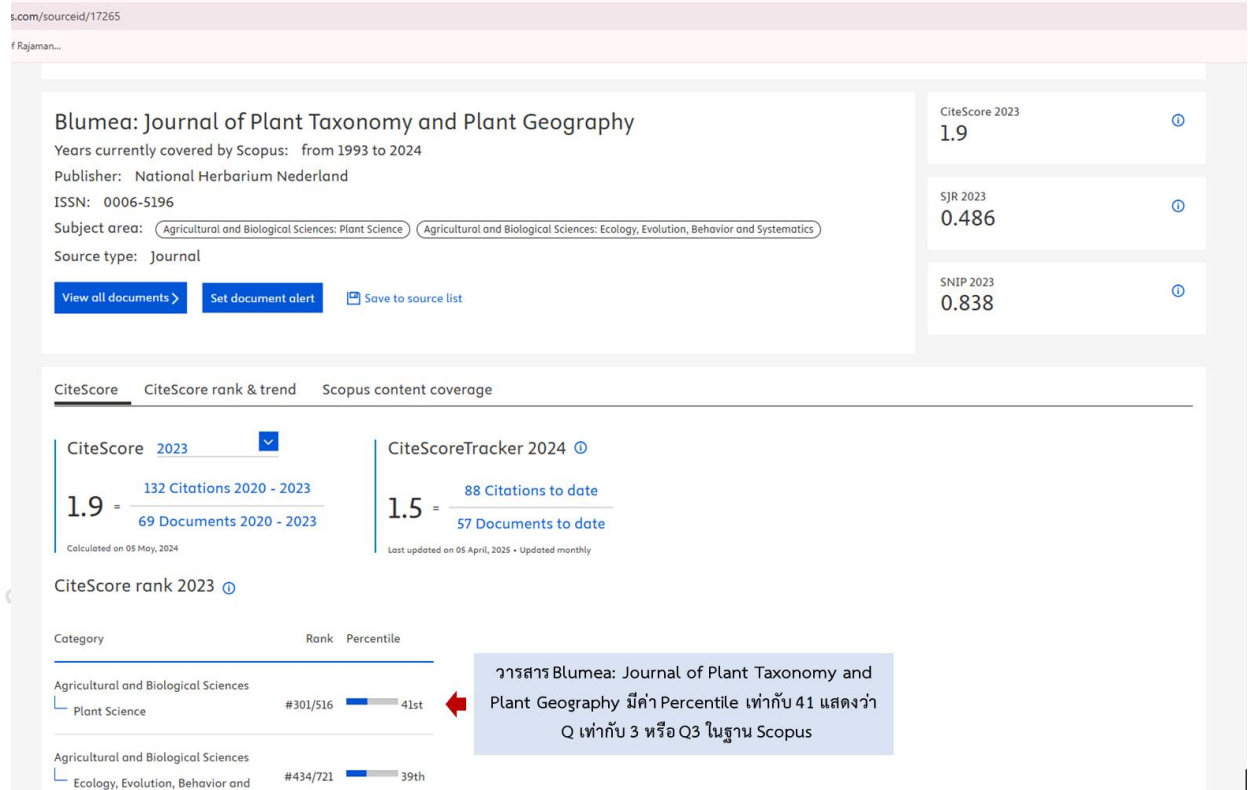 s.com/sourceid/17265
f Rajaman...
Blumea: Journal of Plant Taxonomy and Plant Geography
Years currently covered by Scopus: from 1993 to 2024
Publisher: National Herbarium Nederland
ISSN: 0006-5196
Subject area: Agricultural and Biological Sciences: Plant Science Agricultural and Biological Sciences: Ecology, Evolution, Behavior and Systematics
Source type: Journal
View all documents > Set document alert Save to source list
CiteScore 2023
1.9
SJR 2023
0.486
SNIP 2023
0.838
CiteScore CiteScore rank & trend Scopus content coverage
CiteScore 2023
1.9 = 132 Citations 2020 - 2023
69 Documents 2020 - 2023
Calculated on 05 May, 2024
CiteScoreTracker 2024
1.5 = 88 Citations to date
57 Documents to date
Last updated on 05 April, 2025 • Updated monthly
CiteScore rank 2023
Category Rank Percentile
Agricultural and Biological Sciences
Plant Science #301/516 41st
Agricultural and Biological Sciences
Ecology, Evolution, Behavior and #434/721 39th
วารสาร Blumea: Journal of Plant Taxonomy and
Plant Geography มีค่า Percentile เท่ากับ 41 แสดงว่า
Q เท่ากับ 3 หรือ Q3 ในฐาน Scopus